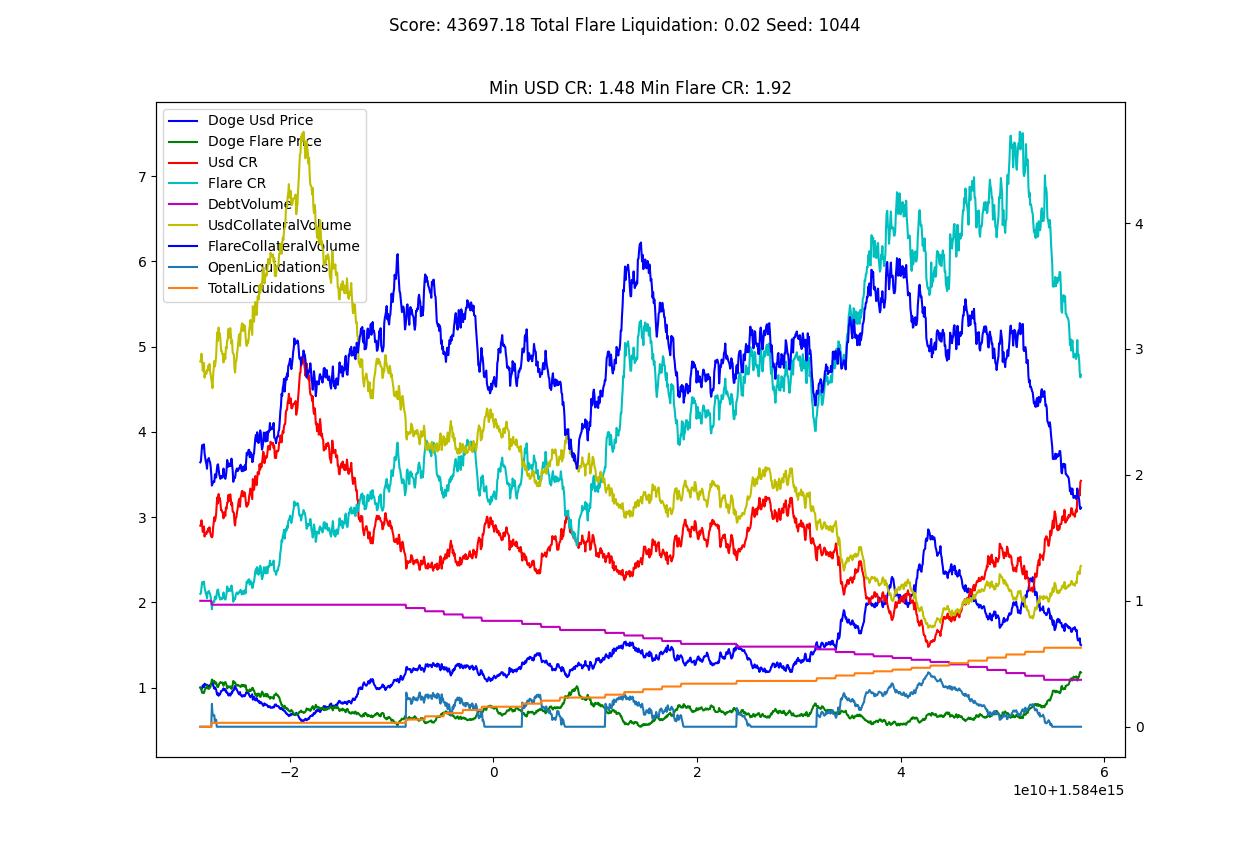 Score: 43697.18 Total Flare Liquidation: 0.02 Seed: 1044
Min USD CR: 1.48 Min Flare CR: 1.92
Doge Usd Price
Doge Flare Price
Usd CR
Flare CR
DebtVolume
UsdCollateralVolume
FlareCollateralVolume
OpenLiquidations
TotalLiquidations
7
6
5
4
3
2
1
4
3
2
1
0
−2
0
2
4
6
1e10+1.584e15